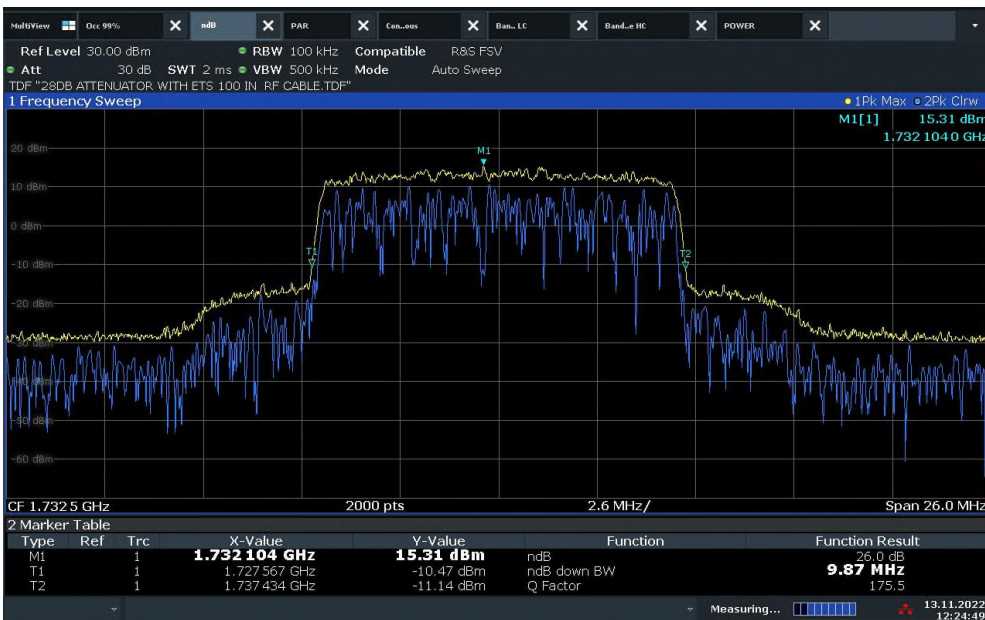 MultiView Occ 99% ndB PAR Con..ous Ban.. LC Band..e HC POWER
Ref Level 30.00 dBm RBW 100 kHz Compatible R&S FSV
Att 30 dB SWT 2 ms VBW 500 kHz Mode Auto Sweep
TDF "28DB ATTENUATOR WITH ETS 100 IN RF CABLE.TDF"
1 Frequency Sweep 1Pk Max 2Pk Clrw
M1[1] 15.31 dBm
1.732 1040 GHz
20 dBm
M1
10 dBm
0 dBm
T1
T2
-10 dBm
-20 dBm
-30 dBm
-40 dBm
-50 dBm
-60 dBm
CF 1.732 5 GHz 2000 pts 2.6 MHz/ Span 26.0 MHz
2 Marker Table
Type Ref Trc X-Value Y-Value Function Function Result
M1 1 1.732 104 GHz 15.31 dBm ndB 26.0 dB
T1 1 1.727 567 GHz -10.47 dBm ndB down BW 9.87 MHz
T2 1 1.737 434 GHz -11.14 dBm Q Factor 175.5
Measuring... 13.11.2022
12:24:49